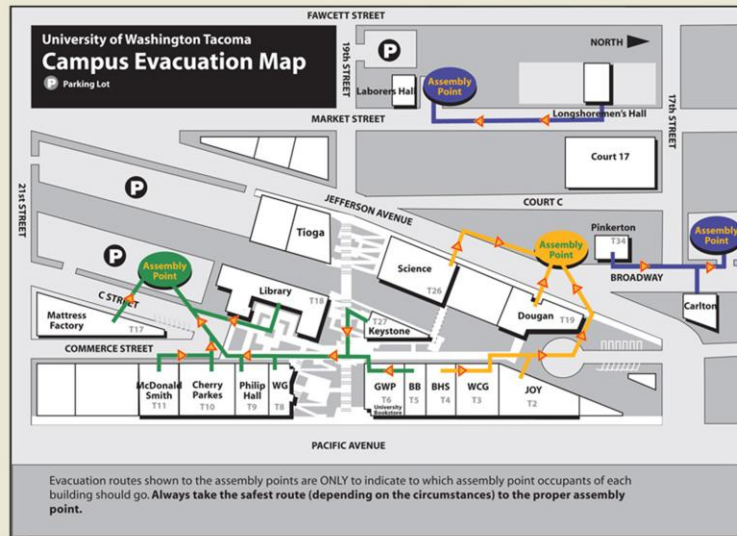 FAWCETT STREET
University of Washington Tacoma
Campus Evacuation Map
P Parking Lot
19th STREET
P
NORTH
Laborers Hall
Assembly
Point
Longshoremen's Hall
17th STREET
MARKET STREET
Court 17
21st STREET
P
JEFFERSON AVENUE
COURT C
Tioga
Pinkerton
T34
Assembly
Point
P
Assembly
Point
Science
T26
Assembly
Point
BROADWAY
Library
T18
C STREET
Dougan
T19
Carlton
Mattress
Factory
T17
T27
Keystone
COMMERCE STREET
McDonald
Smith
T11
Cherry
Parkes
T10
Philip
Hall
T9
WG
T8
GWP
T6
University
Bookstore
BB
T5
BHS
T4
WCG
T3
JOY
T2
PACIFIC AVENUE
Evacuation routes shown to the assembly points are ONLY to indicate to which assembly point occupants of each
building should go. Always take the safest route (depending on the circumstances) to the proper assembly
point.